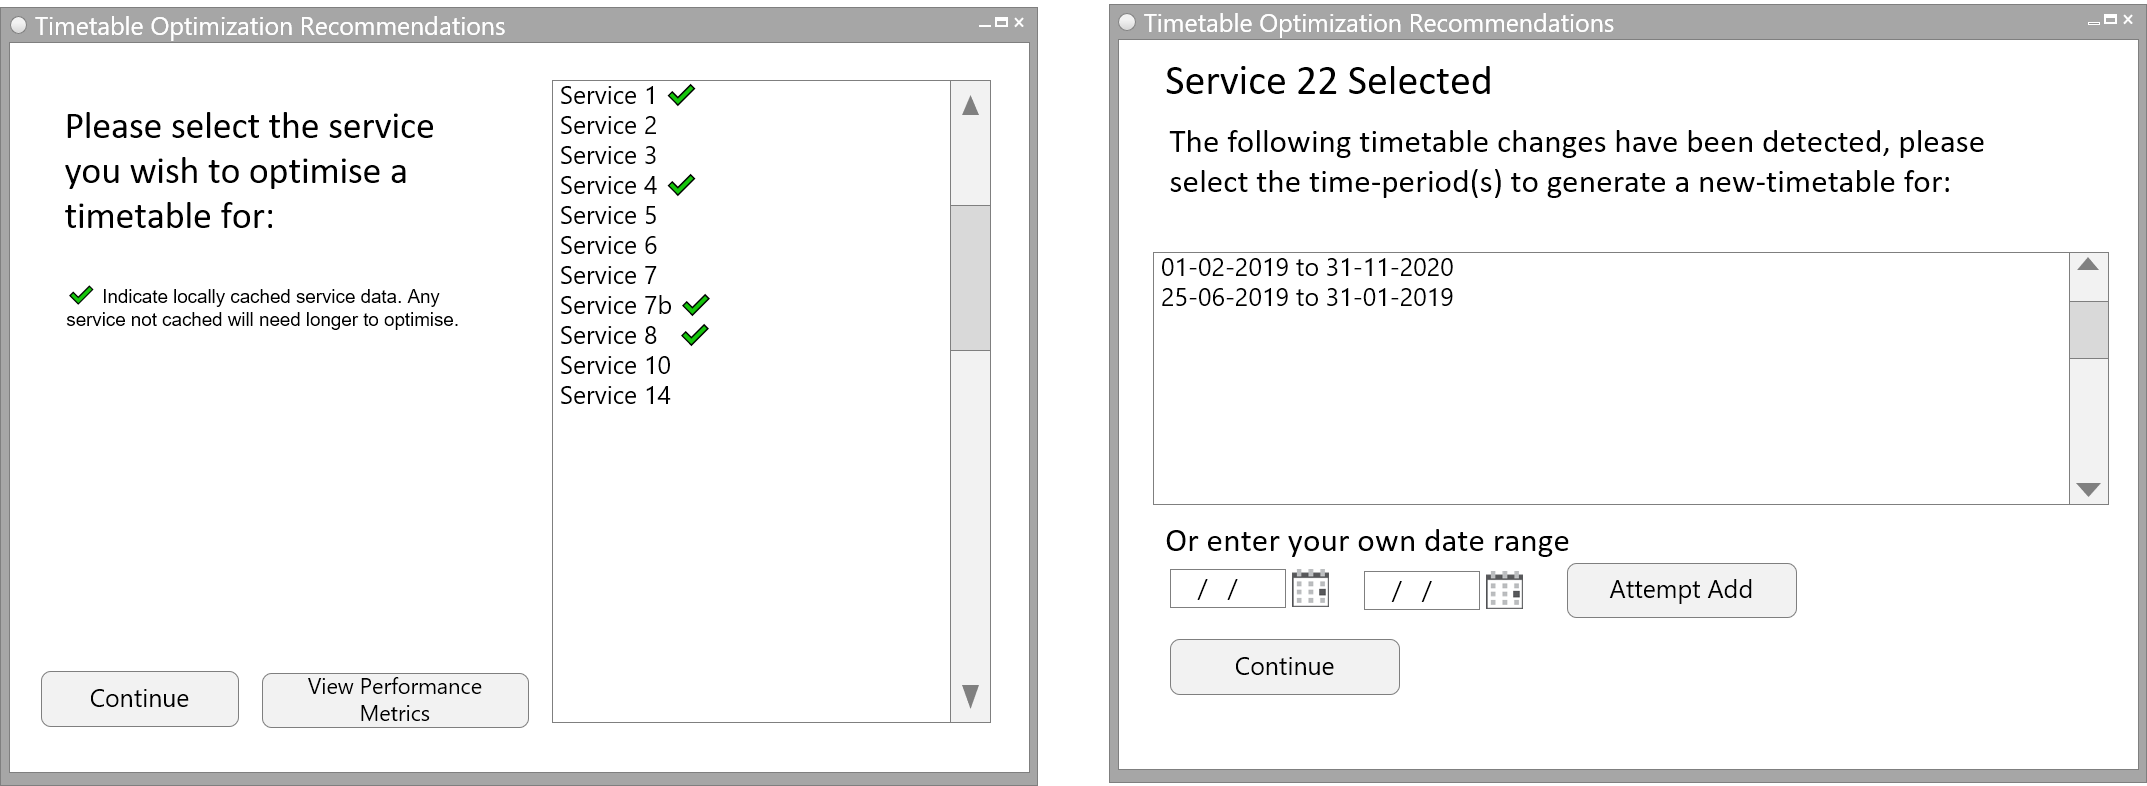 Timetable Optimization Recommendations
Please select the service
you wish to optimise a
timetable for:
Indicate locally cached service data. Any
service not cached will need longer to optimise.
Service 1
Service 2
Service 3
Service 4
Service 5
Service 6
Service 7
Service 7b
Service 8
Service 10
Service 14
Continue
View Performance
Metrics
Timetable Optimization Recommendations
Service 22 Selected
The following timetable changes have been detected, please
select the time-period(s) to generate a new-timetable for:
01-02-2019 to 31-11-2020
25-06-2019 to 31-01-2019
Or enter your own date range
/ /
/ /
Attempt Add
Continue